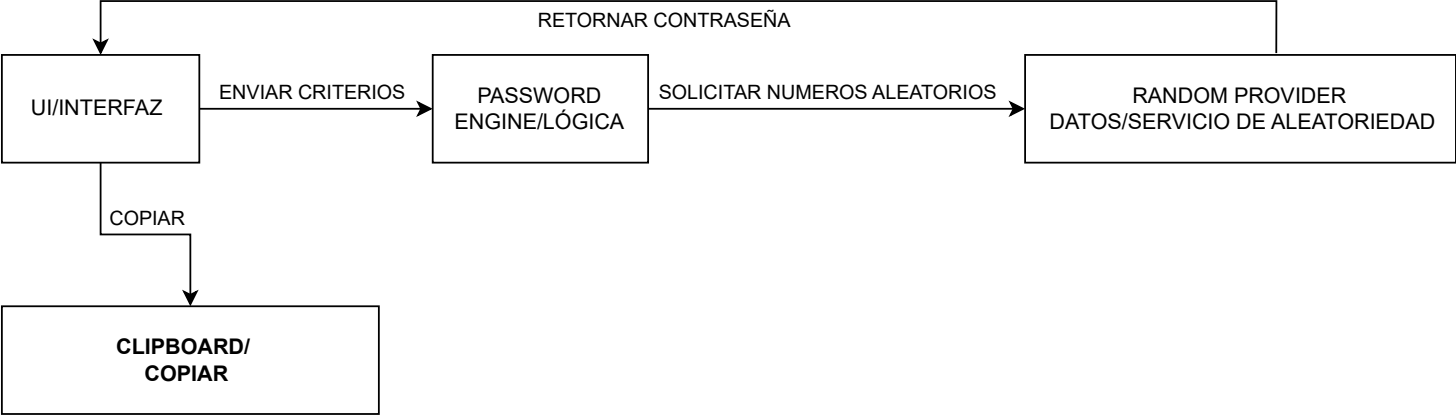 RETORNAR CONTRASEÑA
UI/INTERFAZ
ENVIAR CRITERIOS
PASSWORD
ENGINE/LÓGICA
SOLICITAR NUMEROS ALEATORIOS
RANDOM PROVIDER
DATOS/SERVICIO DE ALEATORIEDAD
COPIAR
CLIPBOARD/
COPIAR